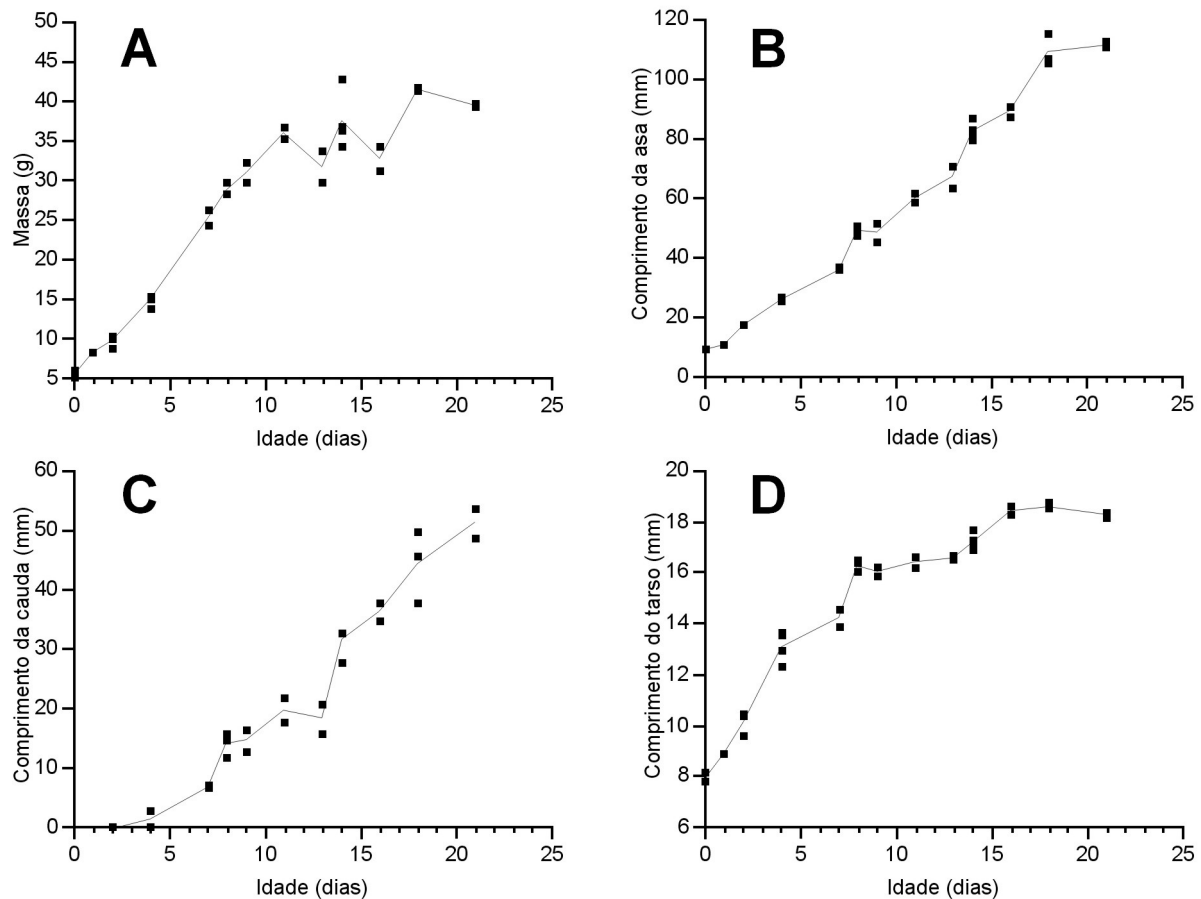 A
Massa (g)
50
45
40
35
30
25
20
15
10
5
0 5 10 15 20 25
Idade (dias)
B
Comprimento da asa (mm)
120
100
80
60
40
20
0
0 5 10 15 20 25
Idade (dias)
C
Comprimento da cauda (mm)
60
50
40
30
20
10
0
0 5 10 15 20 25
Idade (dias)
D
Comprimento do tarso (mm)
20
18
16
14
12
10
8
6
0 5 10 15 20 25
Idade (dias)